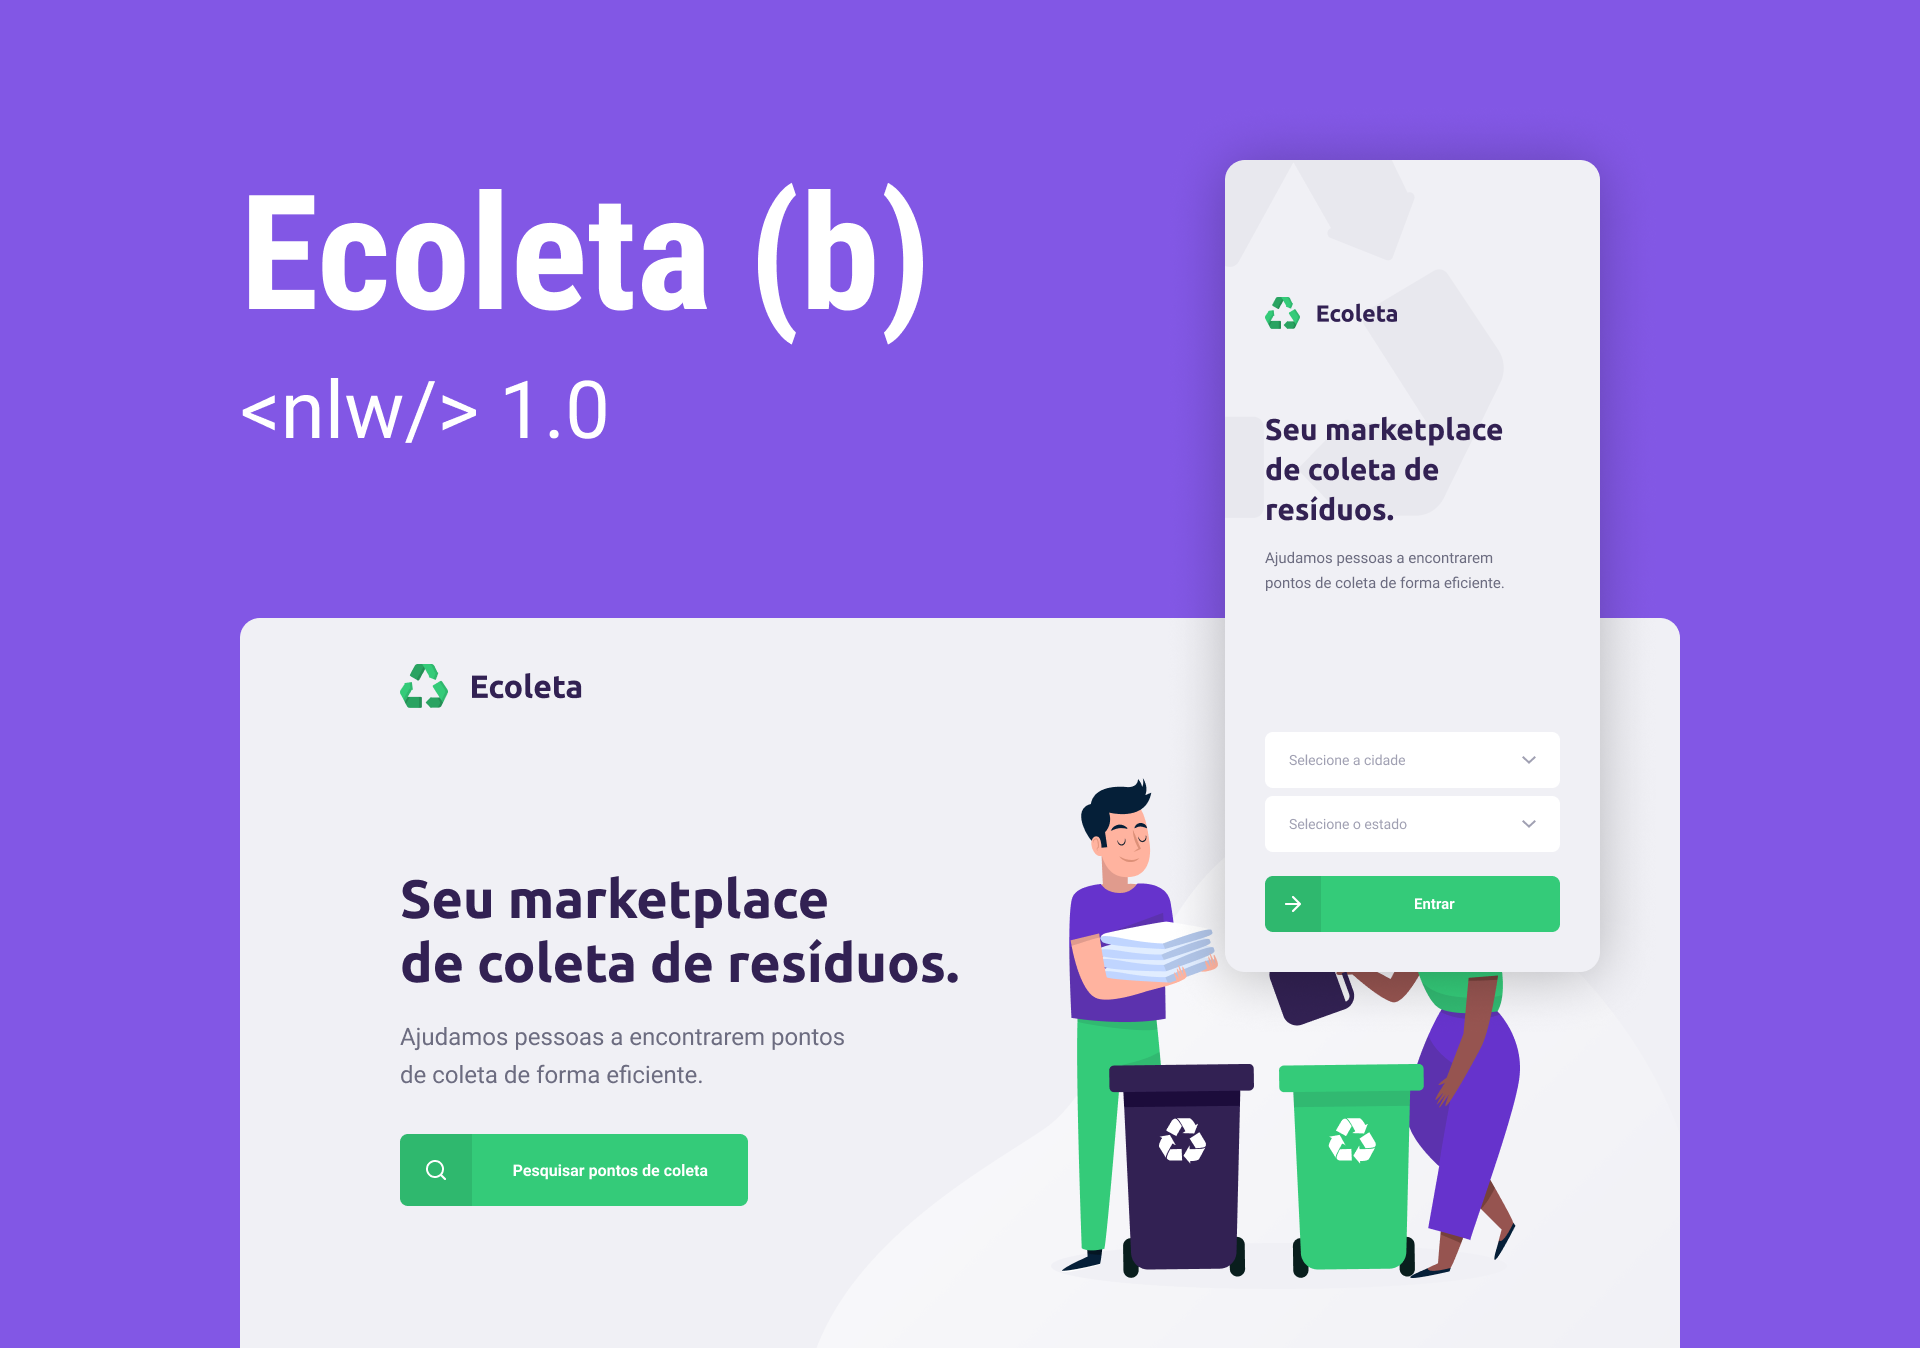 Ecoleta (b)
<nlw/> 1.0
Ecoleta
Seu marketplace
de coleta de
resíduos.
Ajudamos pessoas a encontrarem
pontos de coleta de forma eficiente.
Selecione a cidade
Selecione o estado
Entrar
Ecoleta
Seu marketplace
de coleta de resíduos.
Ajudamos pessoas a encontrarem pontos
de coleta de forma eficiente.
Pesquisar pontos de coleta